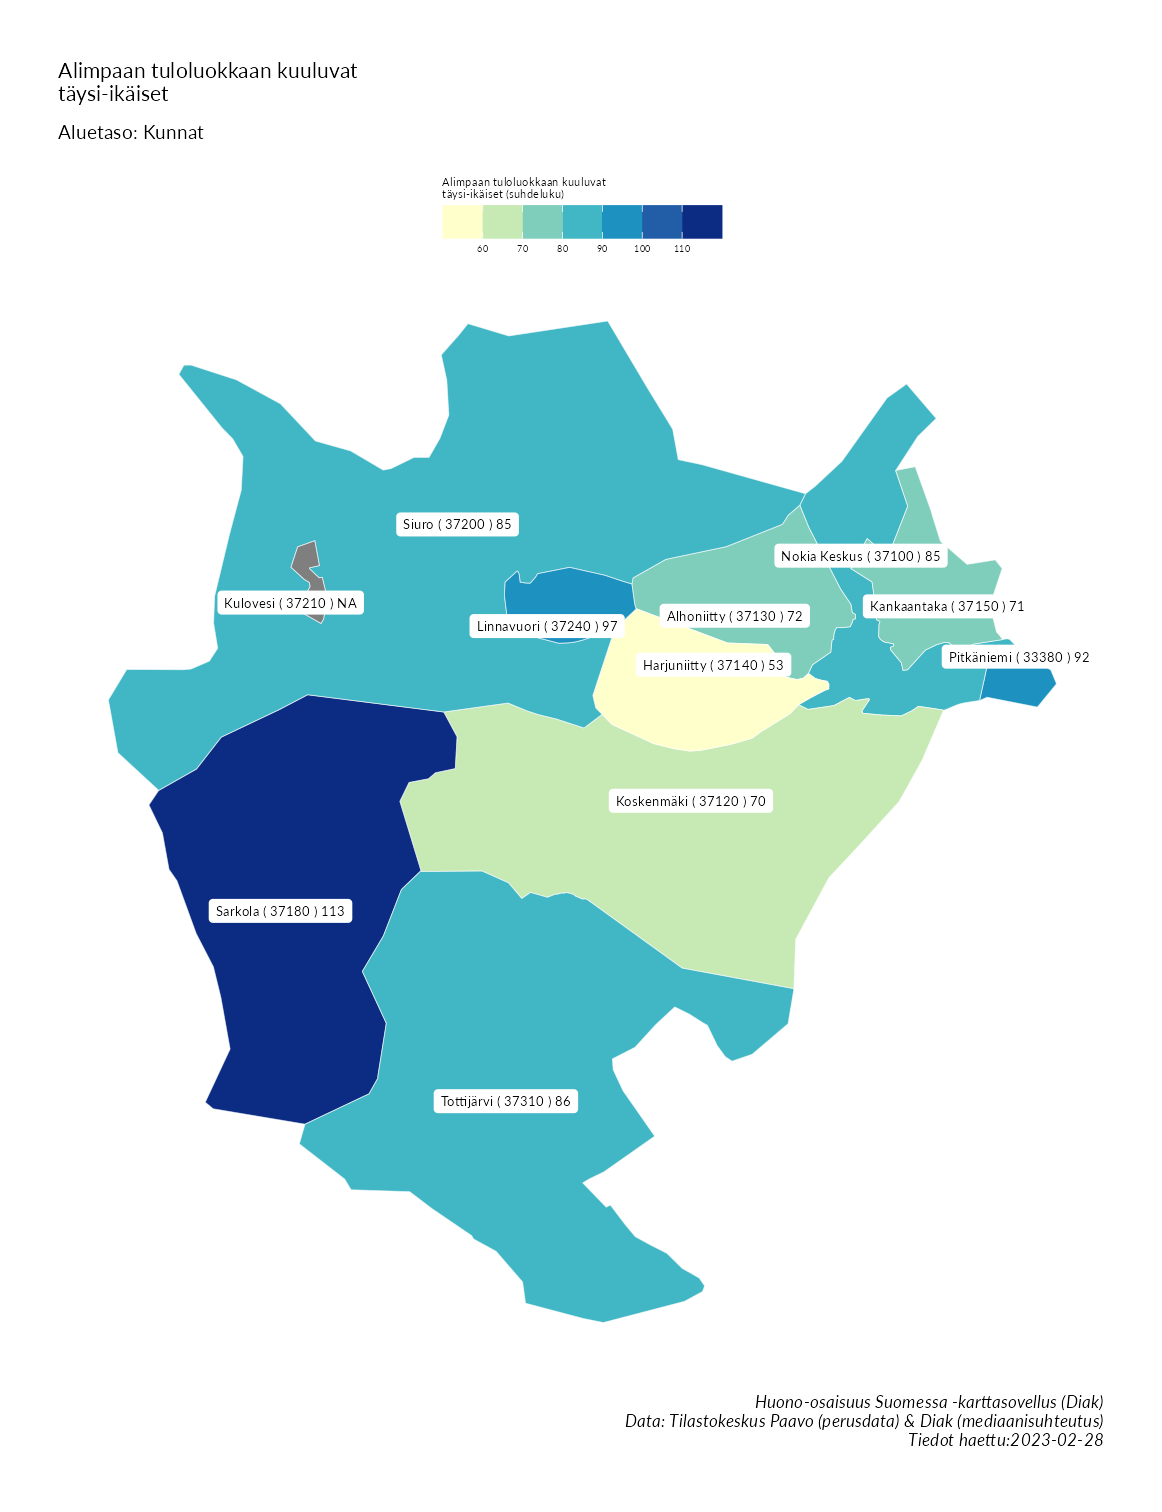 Alimpaan tuloluokkaan kuuluvat
täysi-ikäiset
Aluetaso: Kunnat
Alimpaan tuloluokkaan kuuluvat
täysi-ikäiset (suhdeluku)
60 70 80 90 100 110
Siuro ( 37200 ) 85
Nokia Keskus ( 37100 ) 85
Kulovesi ( 37210 ) NA
Kankaantaka ( 37150 ) 71
Alhoniitty ( 37130 ) 72
Linnavuori ( 37240 ) 97
Pitkäniemi ( 33380 ) 92
Harjuniitty ( 37140 ) 53
Koskenmäki ( 37120 ) 70
Sarkola ( 37180 ) 113
Tottijärvi ( 37310 ) 86
Huono-osaisuus Suomessa -karttasovellus (Diak)
Data: Tilastokeskus Paavo (perusdata) & Diak (mediaanisuhteutus)
Tiedot haettu:2023-02-28